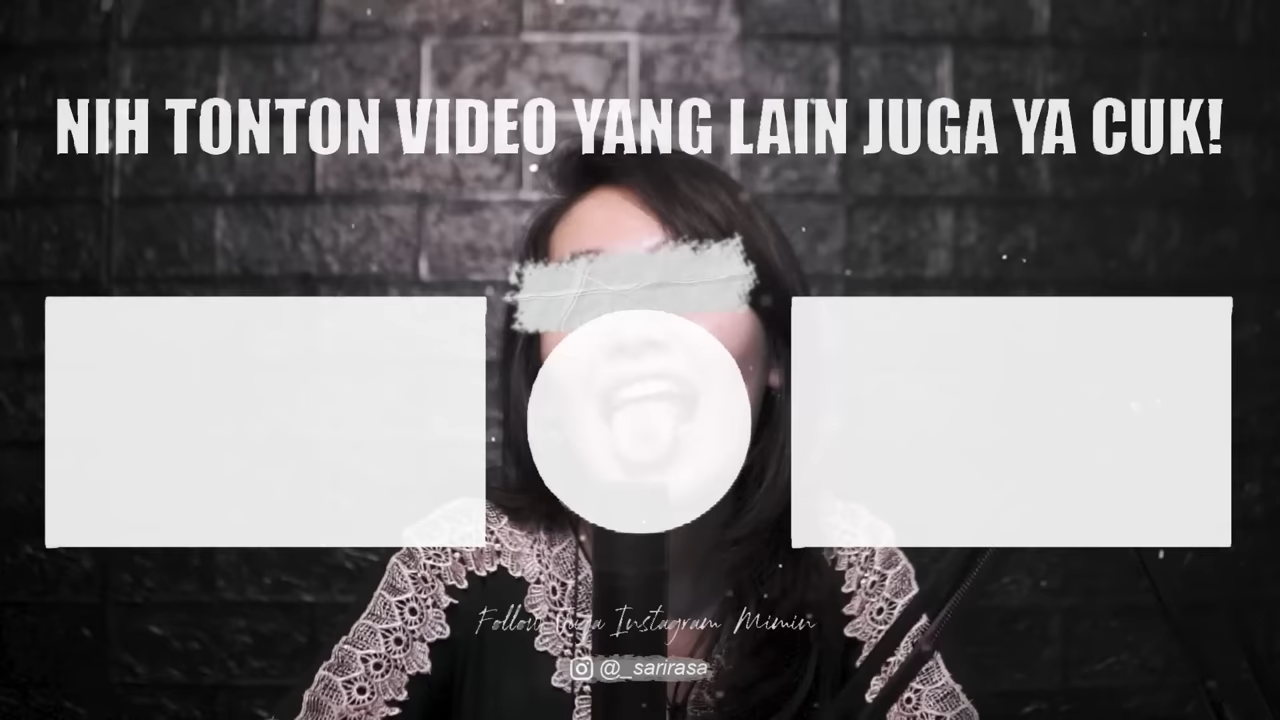 NIH TONTON VIDEO YANG LAIN JUGA YA CUK!
Follow Juga Instagram Mimin
@_sarirasa